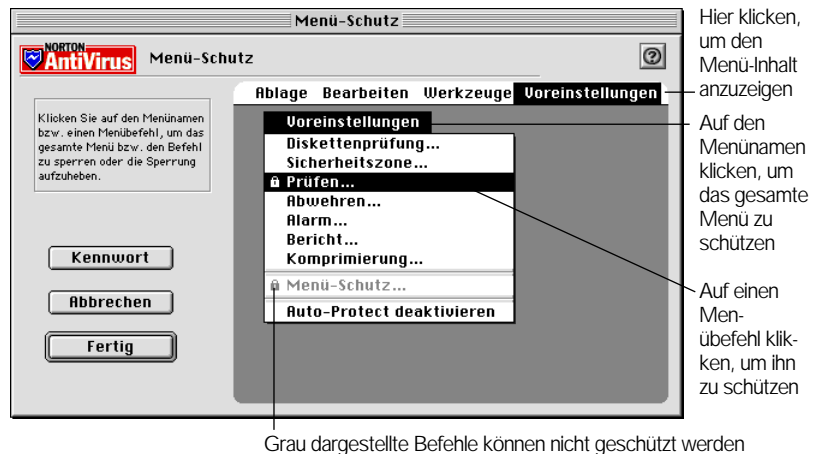 Menü-Schutz
NORTON
AntiVirus
Menü-Schutz
?
Ablage Bearbeiten Werkzeuge Voreinstellungen
Klicken Sie auf den Menünamen
bzw. einen Menübefehl, um das
gesamte Menü bzw. den Befehl
zu sperren oder die Sperrung
aufzuheben.
Kennwort
Abbrechen
Fertig
Voreinstellungen
Diskettenprüfung...
Sicherheitszone...
Prüfen...
Abwehren...
Alarm...
Bericht...
Komprimierung...
Menü-Schutz...
Auto-Protect deaktivieren
Hier klicken,
um den
Menü-Inhalt
anzuzeigen
Auf den
Menünamen
klicken, um
das gesamte
Menü zu
schützen
Auf einen
Men-
übefehl klik-
ken, um ihn
zu schützen
Grau dargestellte Befehle können nicht geschützt werden